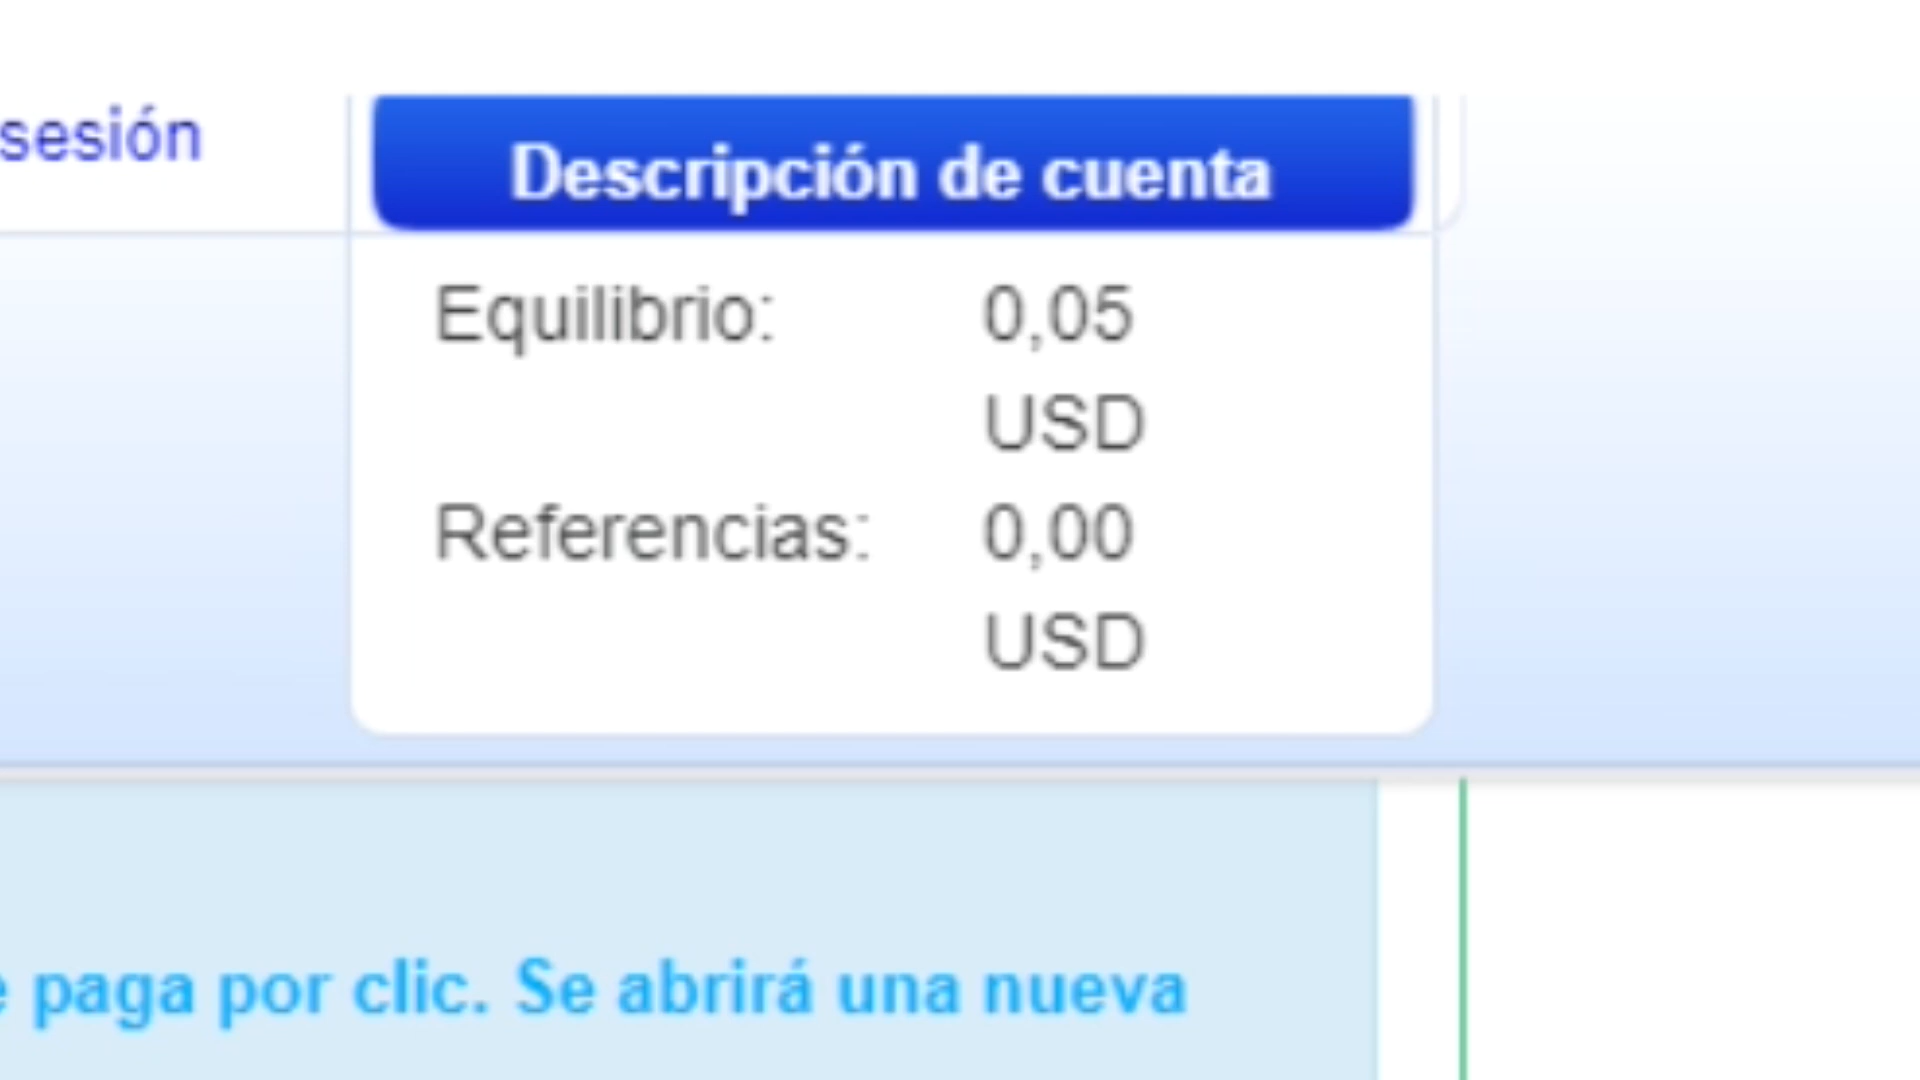 sesión
Descripción de cuenta
Equilibrio: 0,05
USD
Referencias: 0,00
USD
paga por clic. Se abrirá una nueva